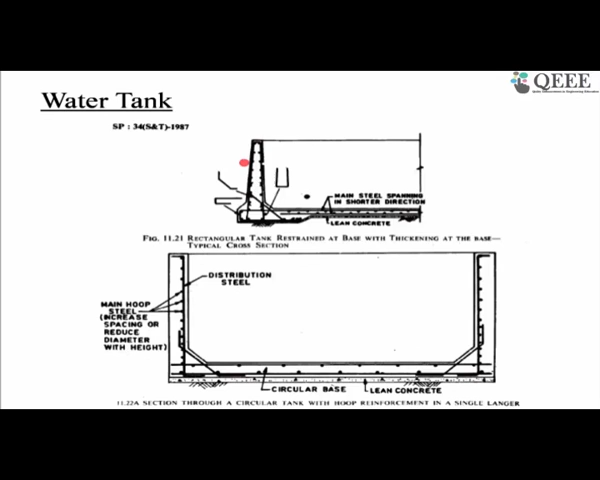 QEEE
Water Tank
SP : 34(S&T)-1987
MAIN STEEL SPANNING
IN SHORTER DIRECTION
LEAN CONCRETE
FIG. 11.21 RECTANGULAR TANK RESTRAINED AT BASE WITH THICKENING AT THE BASE—
TYPICAL CROSS SECTION
DISTRIBUTION
STEEL
MAIN HOOP
STEEL
(INCREASE
SPACING OR
REDUCE
DIAMETER
WITH HEIGHT)
CIRCULAR BASE
LEAN CONCRETE
11.22A SECTION THROUGH A CIRCULAR TANK WITH HOOP REINFORCEMENT IN A SINGLE LANGER